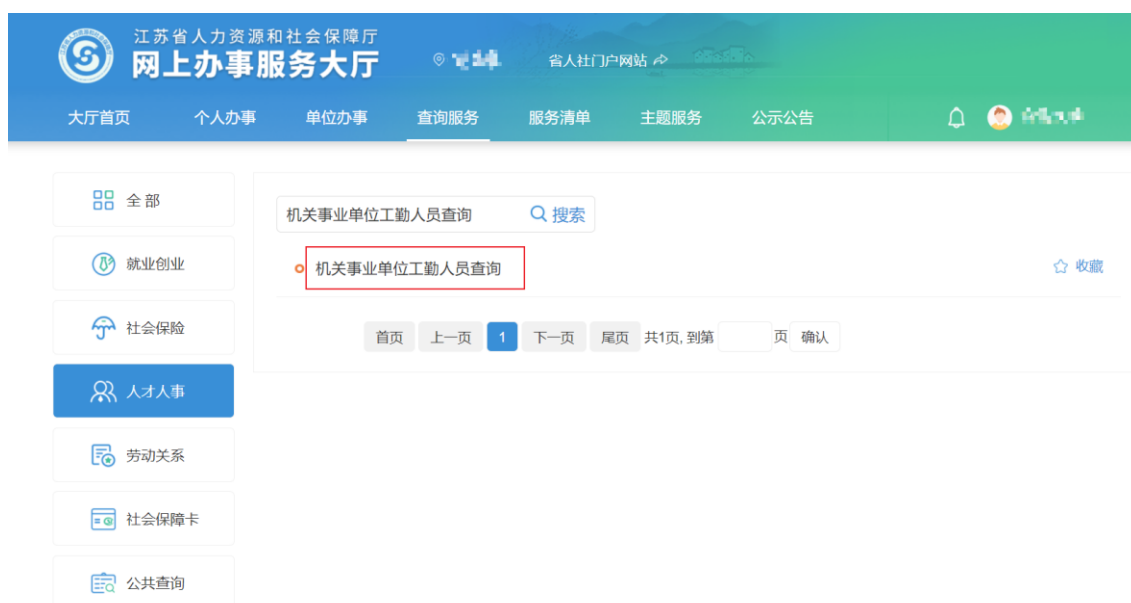 江苏省人力资源和社会保障厅
网上办事服务大厅
省人社门户网站
大厅首页 个人办事 单位办事 查询服务 服务清单 主题服务 公示公告
全部
就业创业
社会保险
人才人事
劳动关系
社会保障卡
公共查询
机关事业单位工勤人员查询 搜索
机关事业单位工勤人员查询 收藏
首页 上一页 1 下一页 尾页 共1页, 到第 页 确认